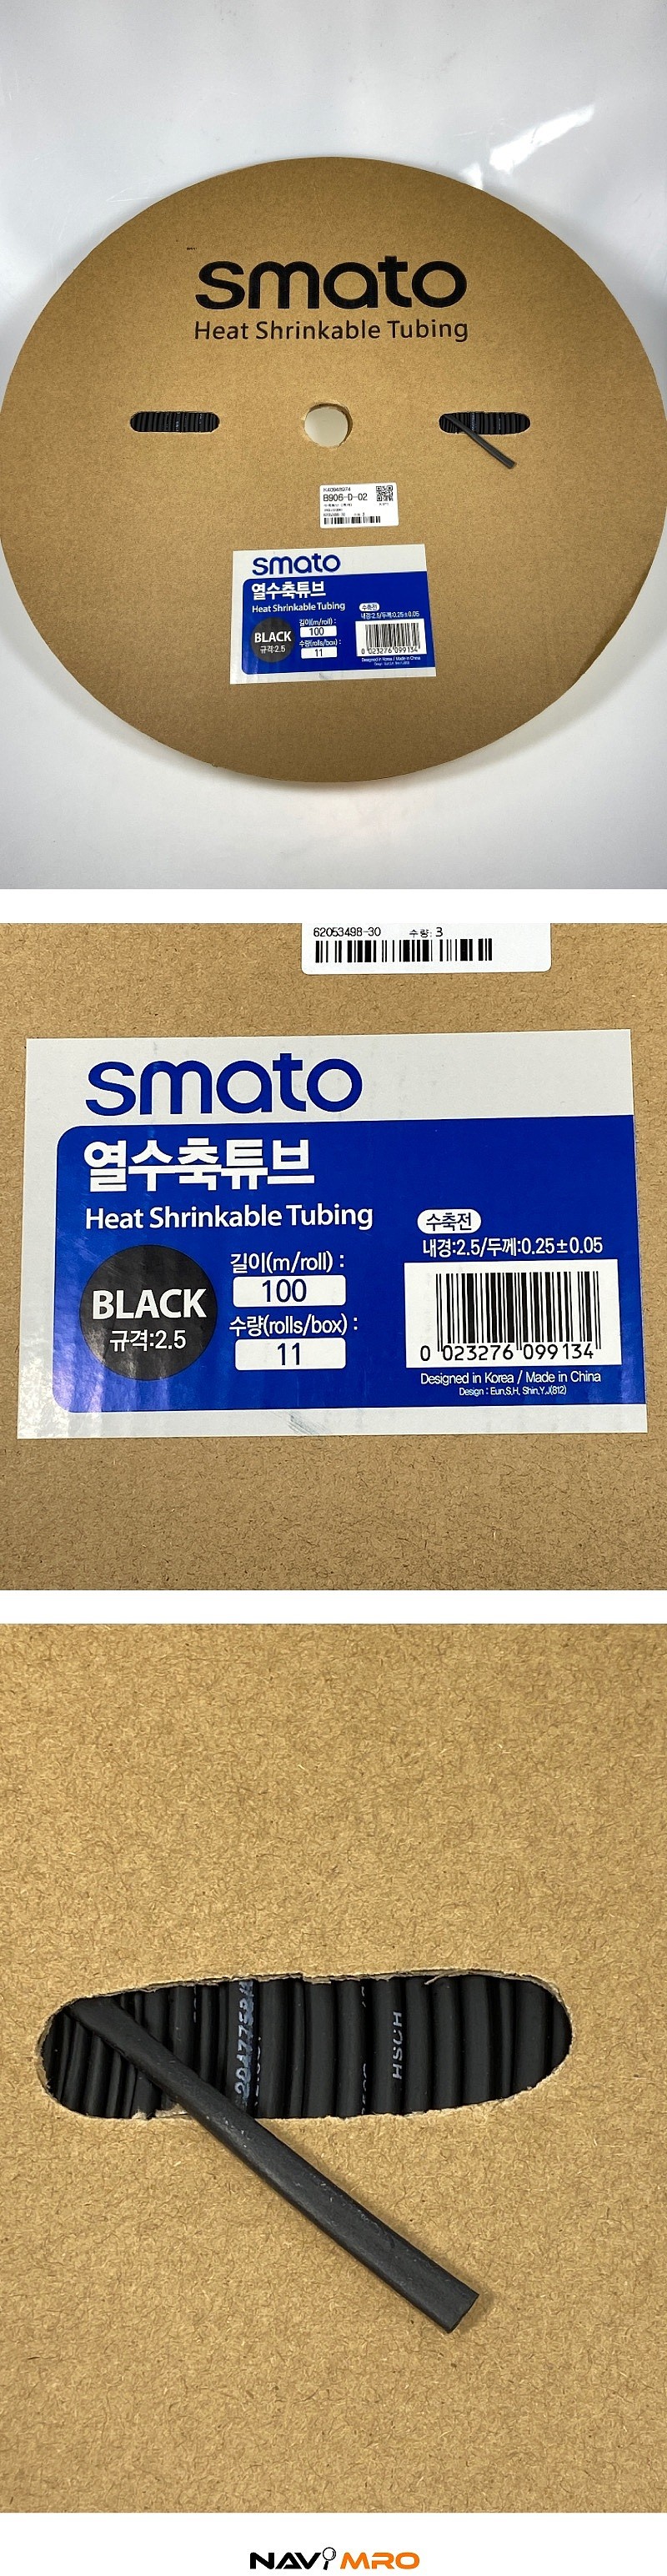 smato
Heat Shrinkable Tubing
B906-D-02
smato
열수축튜브
Heat Shrinkable Tubing
수축전
내경:2.5/두께:0.25±0.05
BLACK
규격:2.5
길이(m/roll) :
100
수량(rolls/box) :
11
0 023276 099134
Designed in Korea / Made in China
62053498-30 수량: 3
smato
열수축튜브
Heat Shrinkable Tubing
수축전
내경:2.5/두께:0.25±0.05
BLACK
규격:2.5
길이(m/roll) :
100
수량(rolls/box) :
11
0 023276 099134
Designed in Korea / Made in China
Design : Eun,S,H, Shin,Y,J(812)
HSCH
NAVIMRO